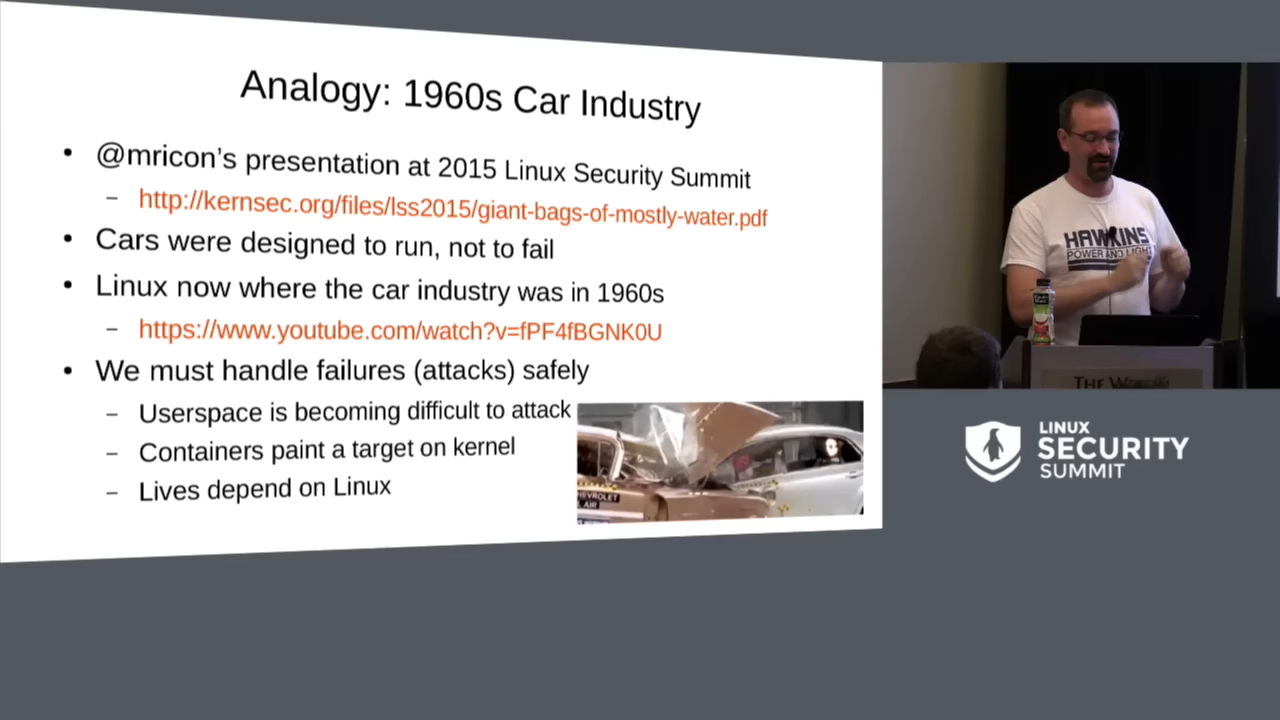 Analogy: 1960s Car Industry
• @mricon's presentation at 2015 Linux Security Summit
– http://kernsec.org/files/lss2015/giant-bags-of-mostly-water.pdf
• Cars were designed to run, not to fail
• Linux now where the car industry was in 1960s
– https://www.youtube.com/watch?v=fPF4fBGNK0U
• We must handle failures (attacks) safely
– Userspace is becoming difficult to attack
– Containers paint a target on kernel
– Lives depend on Linux
CHEVROLET
AIR
HAWKINS
POWER AND LIGHT
THE
LINUX
SECURITY
SUMMIT